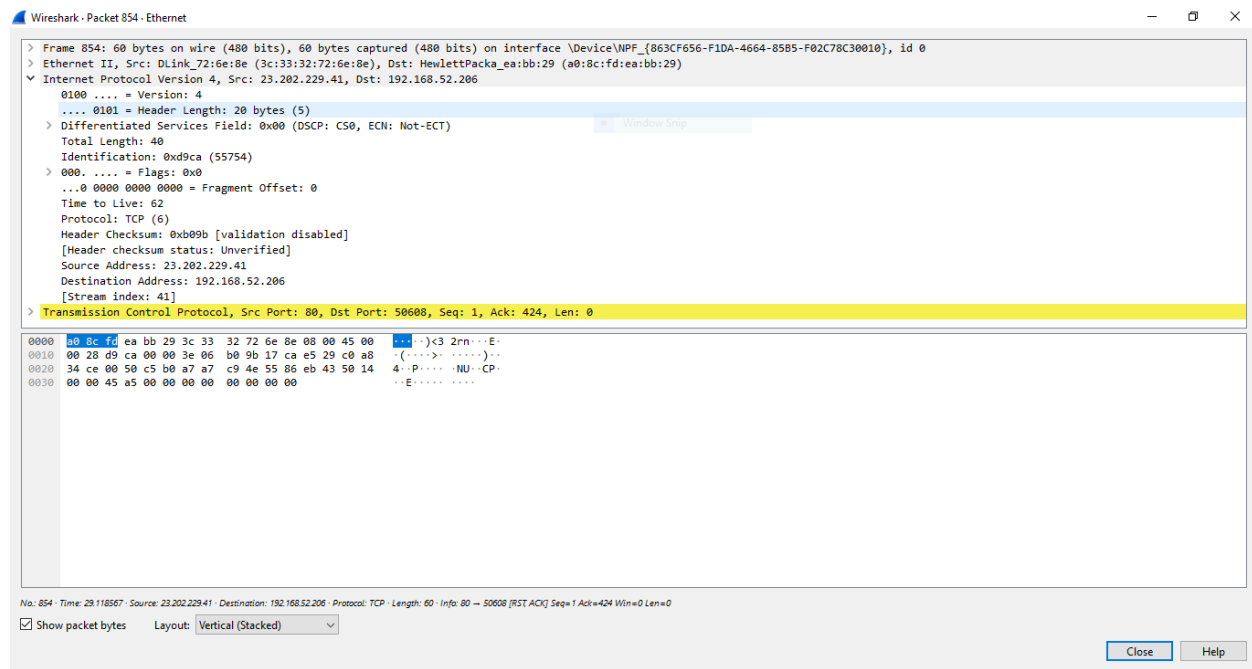 Wireshark · Packet 854 · Ethernet
> Frame 854: 60 bytes on wire (480 bits), 60 bytes captured (480 bits) on interface \Device\NPF_{863CF656-F1DA-4664-85B5-F02C78C30010}, id 0
> Ethernet II, Src: DLink_72:6e:8e (3c:33:32:72:6e:8e), Dst: HewlettPacka_ea:bb:29 (a0:8c:fd:ea:bb:29)
Internet Protocol Version 4, Src: 23.202.229.41, Dst: 192.168.52.206
0100 .... = Version: 4
.... 0101 = Header Length: 20 bytes (5)
> Differentiated Services Field: 0x00 (DSCP: CS0, ECN: Not-ECT)
Window Snip
Total Length: 40
Identification: 0xd9ca (55754)
> 000. .... = Flags: 0x0
...0 0000 0000 0000 = Fragment Offset: 0
Time to Live: 62
Protocol: TCP (6)
Header Checksum: 0xb09b [validation disabled]
[Header checksum status: Unverified]
Source Address: 23.202.229.41
Destination Address: 192.168.52.206
[Stream index: 41]
> Transmission Control Protocol, Src Port: 80, Dst Port: 50608, Seq: 1, Ack: 424, Len: 0
0000 a0 8c fd ea bb 29 3c 33 32 72 6e 8e 08 00 45 00 ·····)<3 2rn···E·
0010 00 28 d9 ca 00 00 3e 06 b0 9b 17 ca e5 29 c0 a8 ·(····>· ·····)··
0020 34 ce 00 50 c5 b0 a7 a7 c9 4e 55 86 eb 43 50 14 4··P···· ·NU··CP·
0030 00 00 45 a5 00 00 00 00 00 00 00 00 ··E····· ····
No.: 854 · Time: 29.118567 · Source: 23.202.229.41 · Destination: 192.168.52.206 · Protocol: TCP · Length: 60 · Info: 80 → 50608 [RST, ACK] Seq=1 Ack=424 Win=0 Len=0
Show packet bytes Layout: Vertical (Stacked)
Close Help